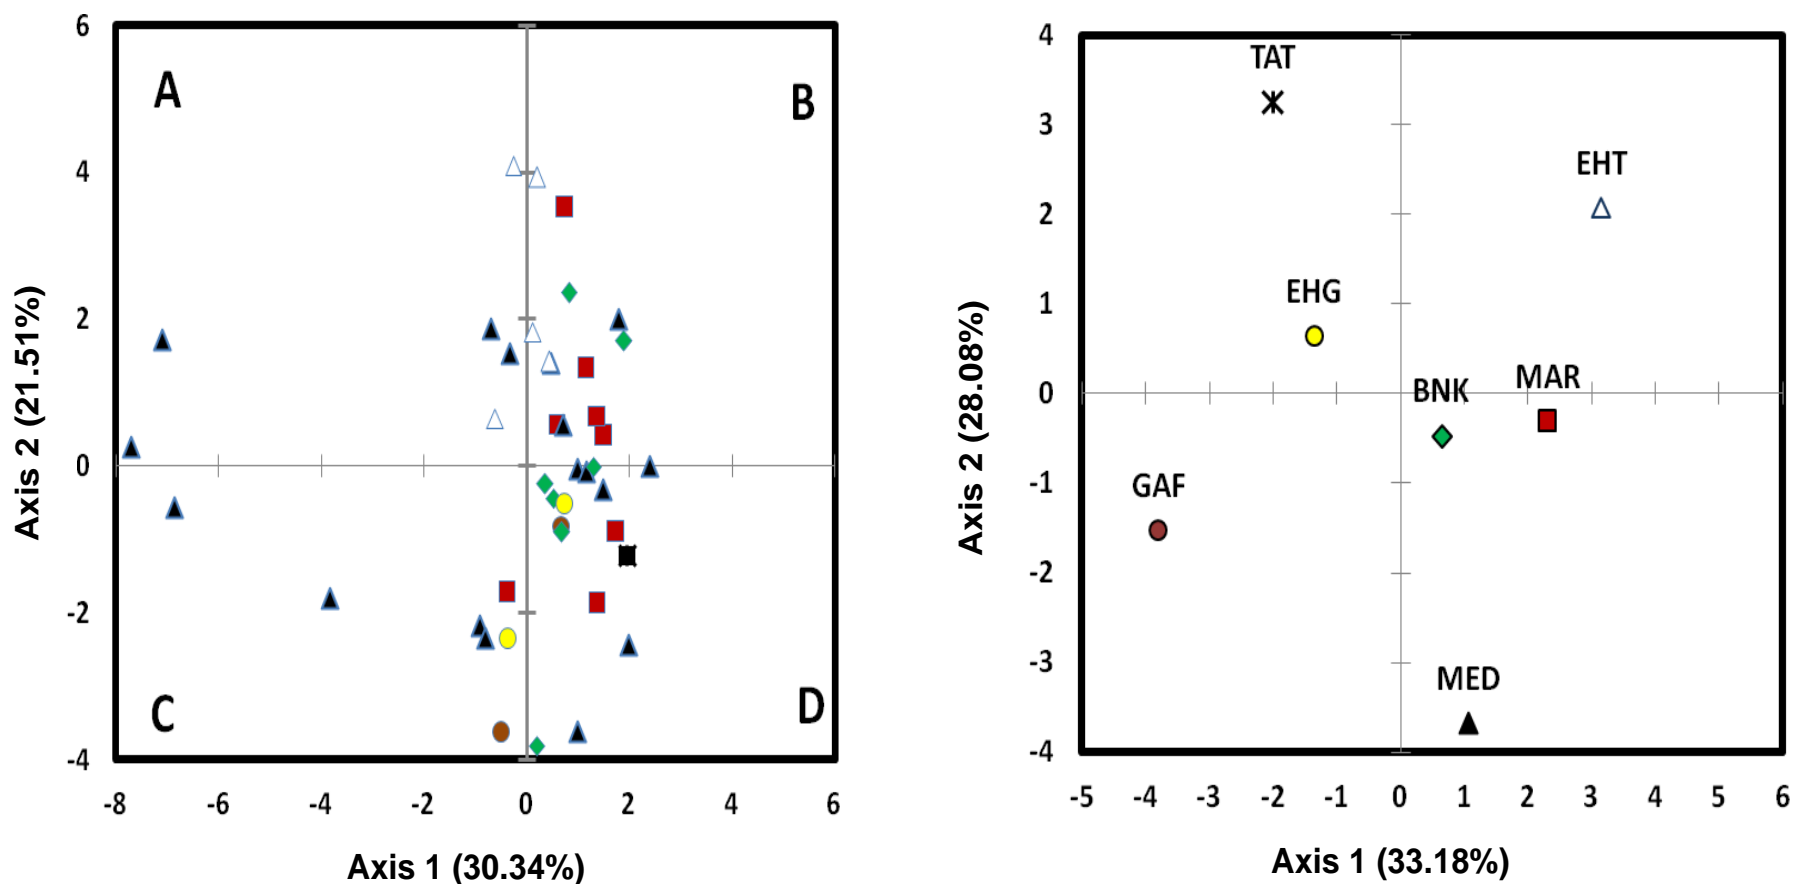 6
4
2
0
-2
-4
A
B
C
D
-8 -6 -4 -2 0 2 4 6
Axis 2 (21.51%)
Axis 1 (30.34%)
4
3
2
1
0
-1
-2
-3
-4
TAT
EHT
EHG
BNK
MAR
GAF
MED
-5 -4 -3 -2 -1 0 1 2 3 4 5 6
Axis 2 (28.08%)
Axis 1 (33.18%)